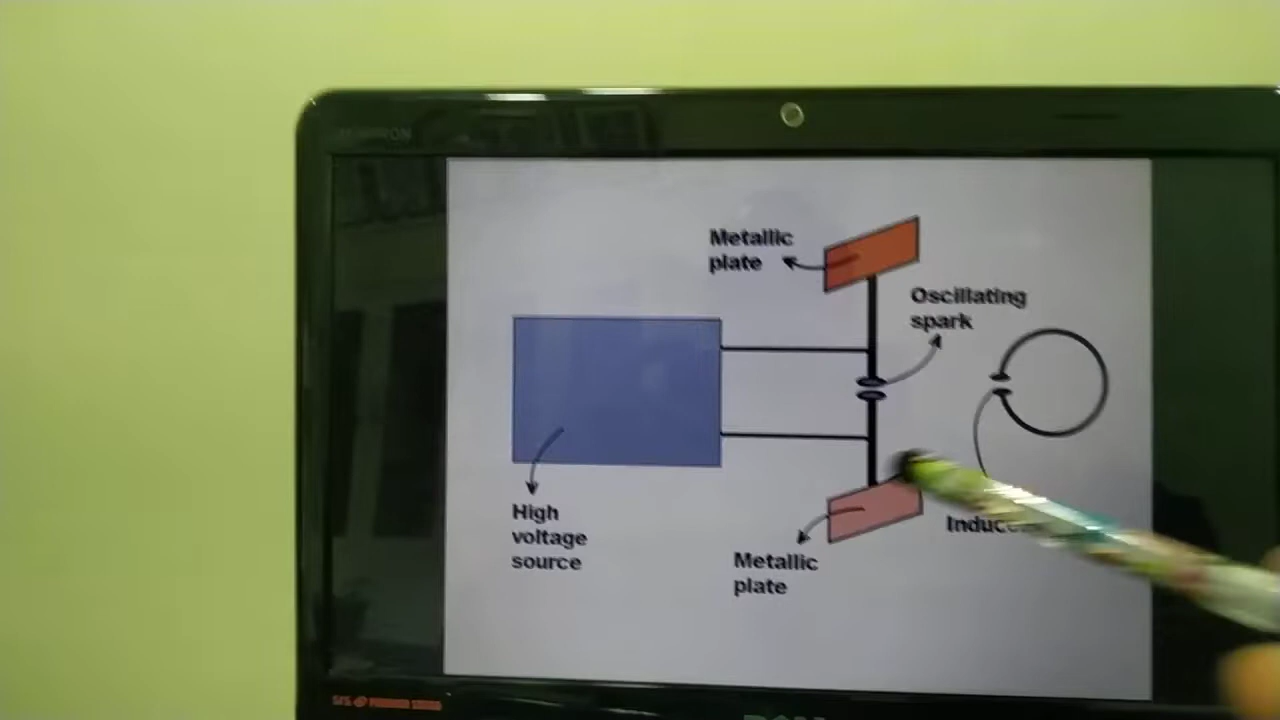 Metallic
plate
Oscillating
spark
High
voltage
source
Metallic
plate